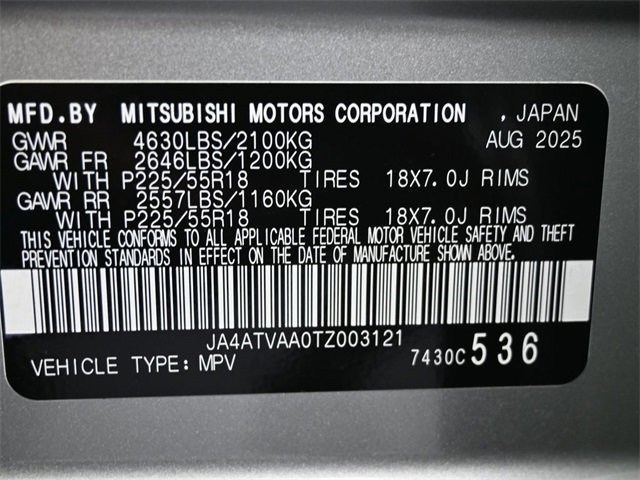 MFD.BY MITSUBISHI MOTORS CORPORATION , JAPAN
GVWR 4630LBS/2100KG AUG 2025
GAWR FR 2646LBS/1200KG
WITH P225/55R18 TIRES 18X7.0J RIMS
GAWR RR 2557LBS/1160KG
WITH P225/55R18 TIRES 18X7.0J RIMS
THIS VEHICLE CONFORMS TO ALL APPLICABLE FEDERAL MOTOR VEHICLE SAFETY AND THEFT
PREVENTION STANDARDS IN EFFECT ON THE DATE OF MANUFACTURE SHOWN ABOVE.
JA4ATVAA0TZ003121
VEHICLE TYPE: MPV 7430C 536